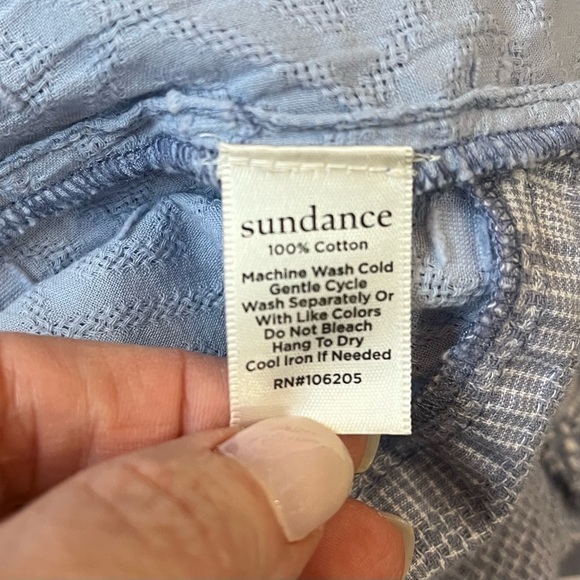 sundance
100% Cotton
Machine Wash Cold
Gentle Cycle
Wash Separately Or
With Like Colors
Do Not Bleach
Hang To Dry
Cool Iron If Needed
RN#106205